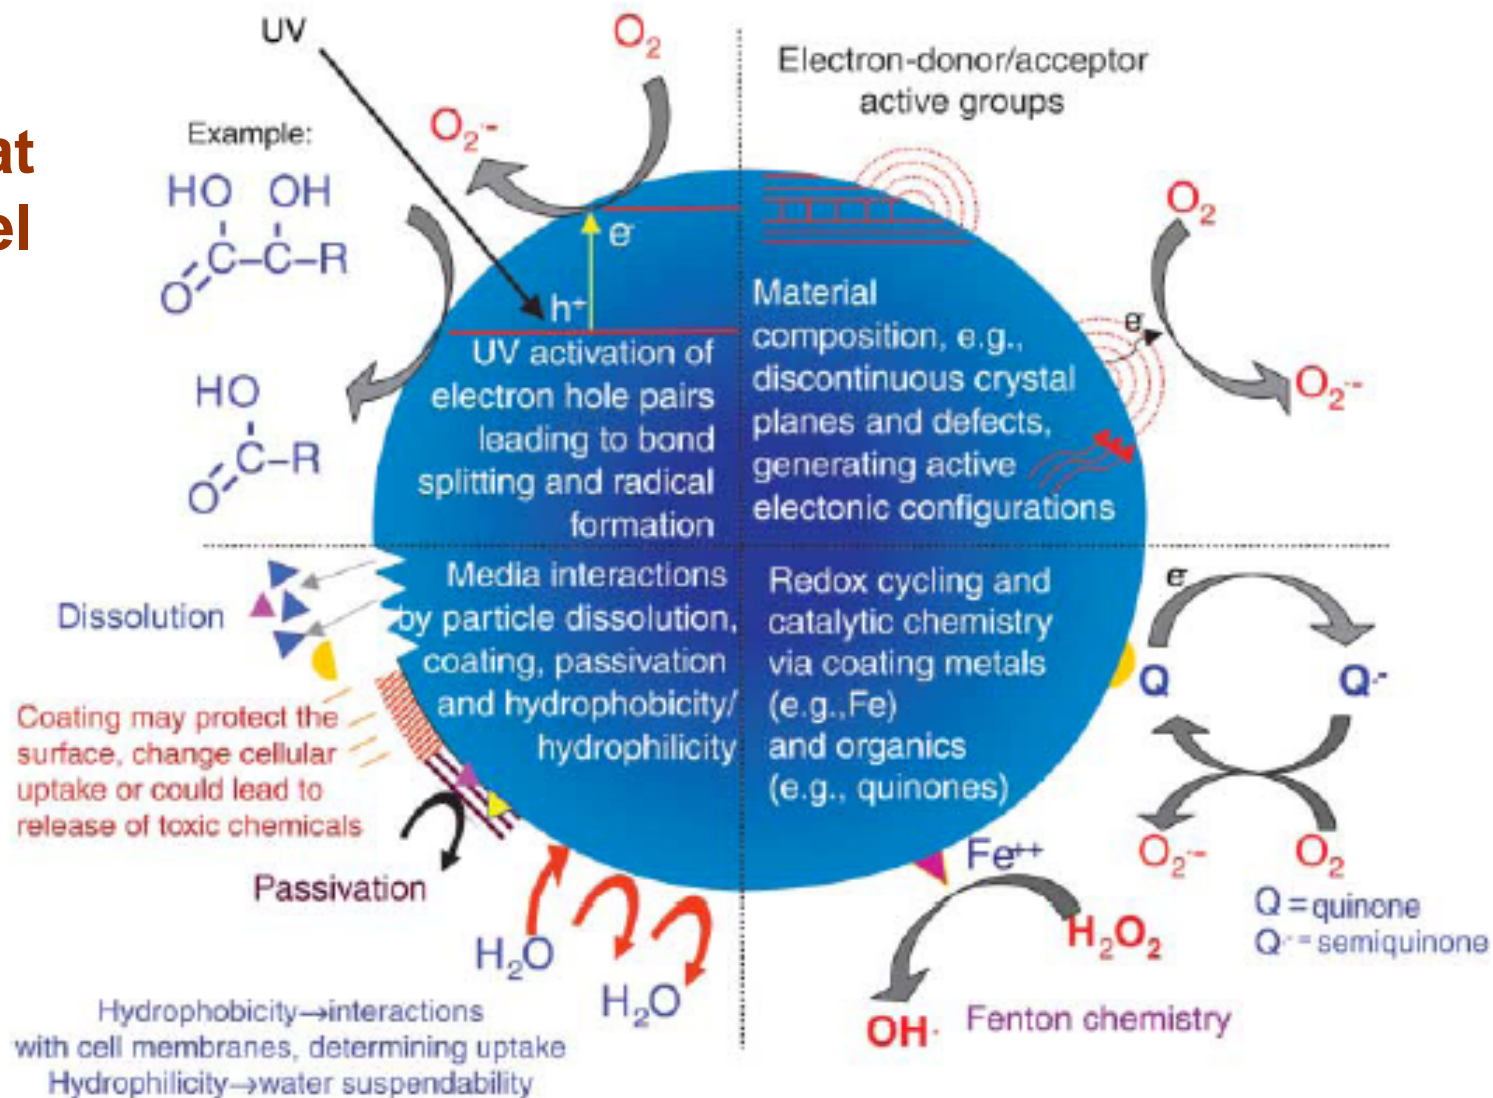 at
el
UV
O2
O2·-
Example:
HO OH
C–C–R
O
HO
C–R
O
e-
h+
UV activation of
electron hole pairs
leading to bond
splitting and radical
formation
Electron-donor/acceptor
active groups
Material
composition, e.g.,
discontinuous crystal
planes and defects,
generating active
electonic configurations
O2
e-
O2·-
Dissolution
Media interactions
by particle dissolution,
coating, passivation
and hydrophobicity/
hydrophilicity
Coating may protect the
surface, change cellular
uptake or could lead to
release of toxic chemicals
Passivation
H2O
H2O
Hydrophobicity→interactions
with cell membranes, determining uptake
Hydrophilicity→water suspendability
Redox cycling and
catalytic chemistry
via coating metals
(e.g.,Fe)
and organics
(e.g., quinones)
e-
Q
Q·-
O2·-
O2
Q = quinone
Q·- = semiquinone
Fe++
H2O2
OH·
Fenton chemistry